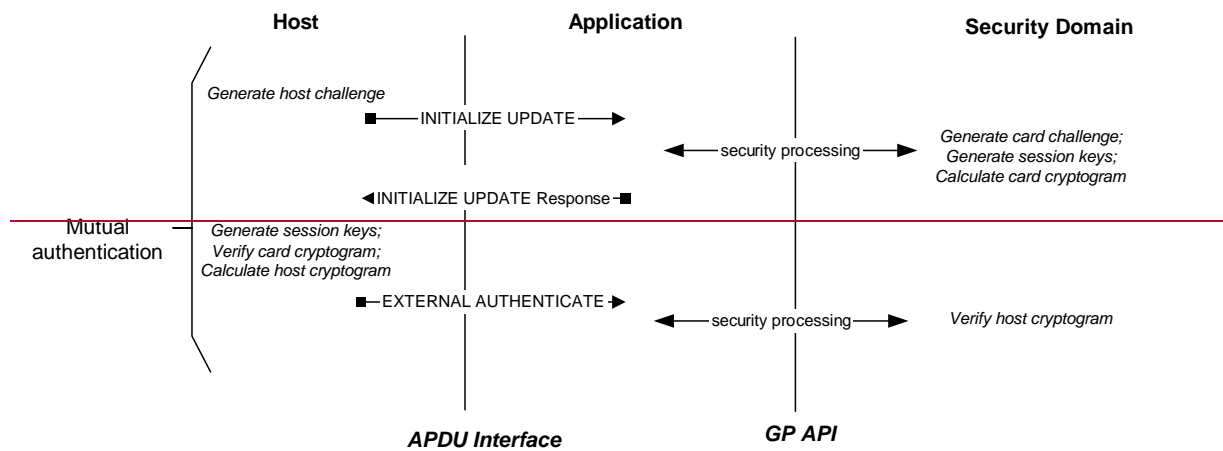 Host
Application
Security Domain
Generate host challenge
INITIALIZE UPDATE
security processing
Generate card challenge;
Generate session keys;
Calculate card cryptogram
INITIALIZE UPDATE Response
Mutual
authentication
Generate session keys;
Verify card cryptogram;
Calculate host cryptogram
EXTERNAL AUTHENTICATE
security processing
Verify host cryptogram
APDU Interface
GP API